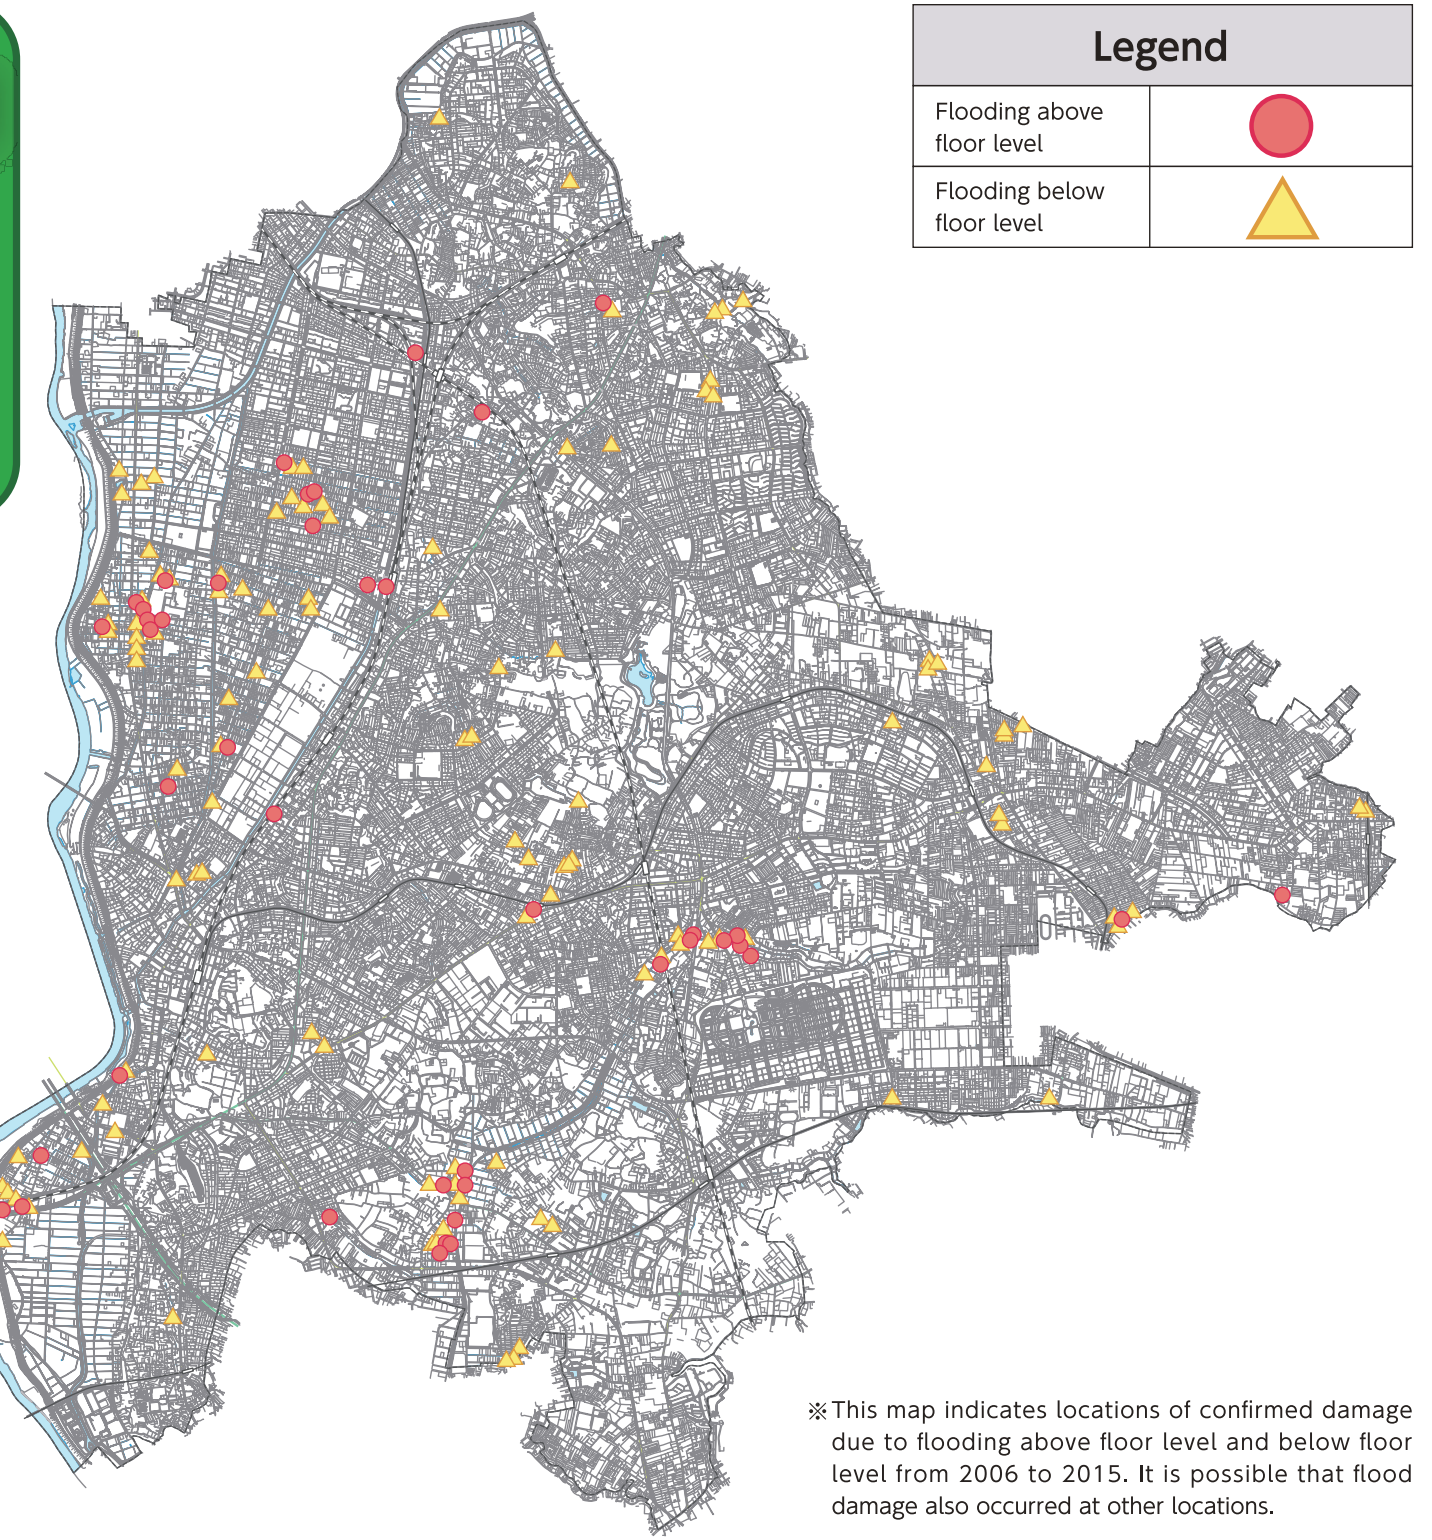 Legend
Flooding above
floor level
Flooding below
floor level
※This map indicates locations of confirmed damage
due to flooding above floor level and below floor
level from 2006 to 2015. It is possible that flood
damage also occurred at other locations.